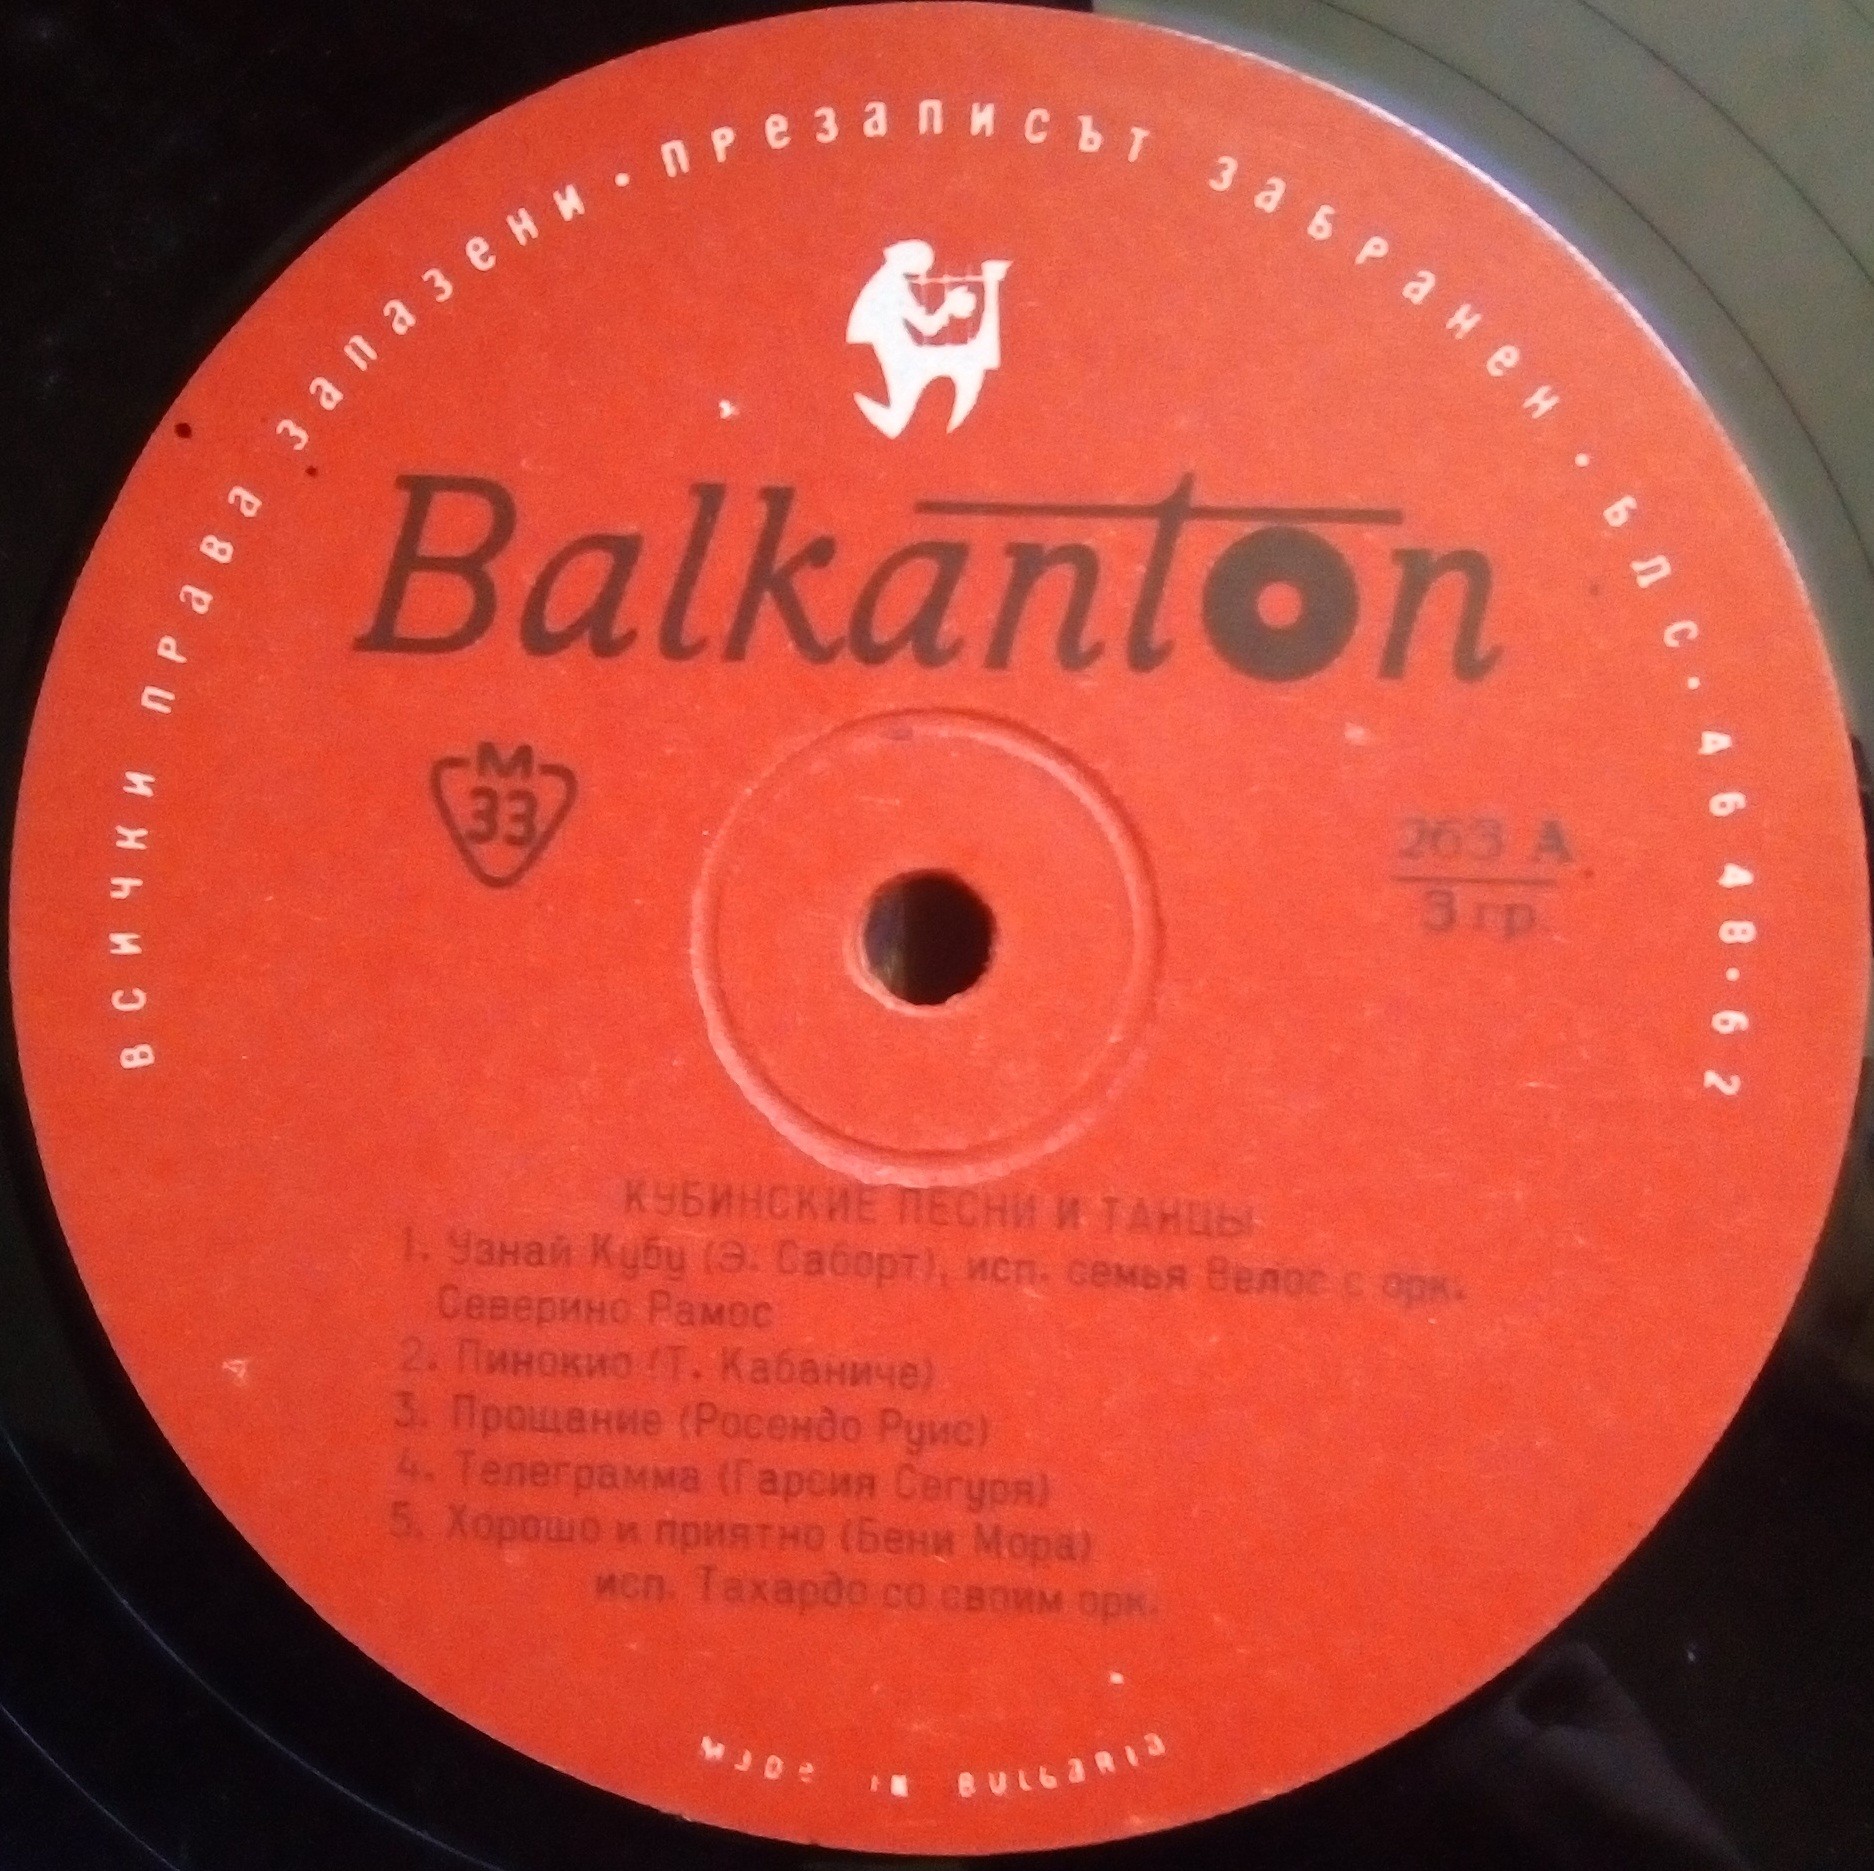 всички права запазени · презаписът забранен · БДС · 4648 · 62
Balkanton
М
33
263 А
3 гр.
КУБИНСКИЕ ПЕСНИ И ТАНЦЫ
1. Узнай Кубу (Э. Саборт), исп. семья Велос с орк.
Северино Рамос
2. Пинокио (Т. Кабаниче)
3. Прощание (Росендо Руис)
4. Телеграмма (Гарсия Сегуря)
5. Хорошо и приятно (Бени Мора)
исп. Тахардо со своим орк.
MADE IN BULGARIA